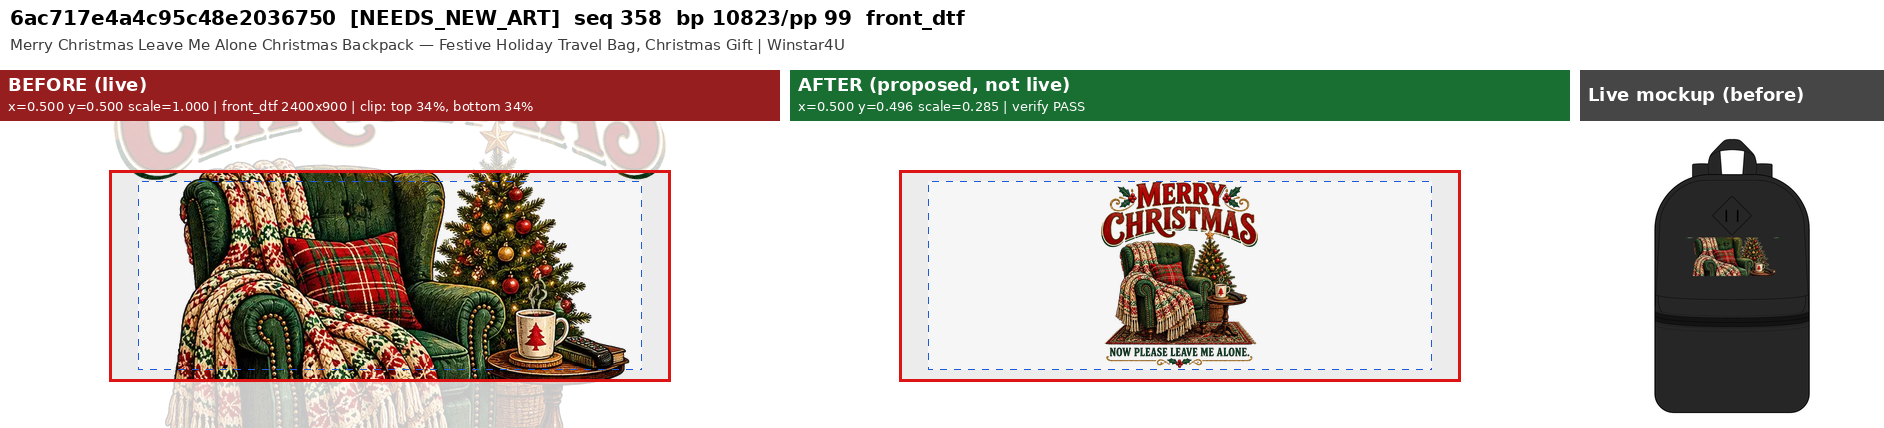 6ac717e4a4c95c48e2036750 [NEEDS_NEW_ART] seq 358 bp 10823/pp 99 front_dtf
Merry Christmas Leave Me Alone Christmas Backpack — Festive Holiday Travel Bag, Christmas Gift | Winstar4U
BEFORE (live)
x=0.500 y=0.500 scale=1.000 | front_dtf 2400x900 | clip: top 34%, bottom 34%
AFTER (proposed, not live)
x=0.500 y=0.496 scale=0.285 | verify PASS
Live mockup (before)
CHRISTMAS
MERRY
CHRISTMAS
NOW PLEASE LEAVE ME ALONE.